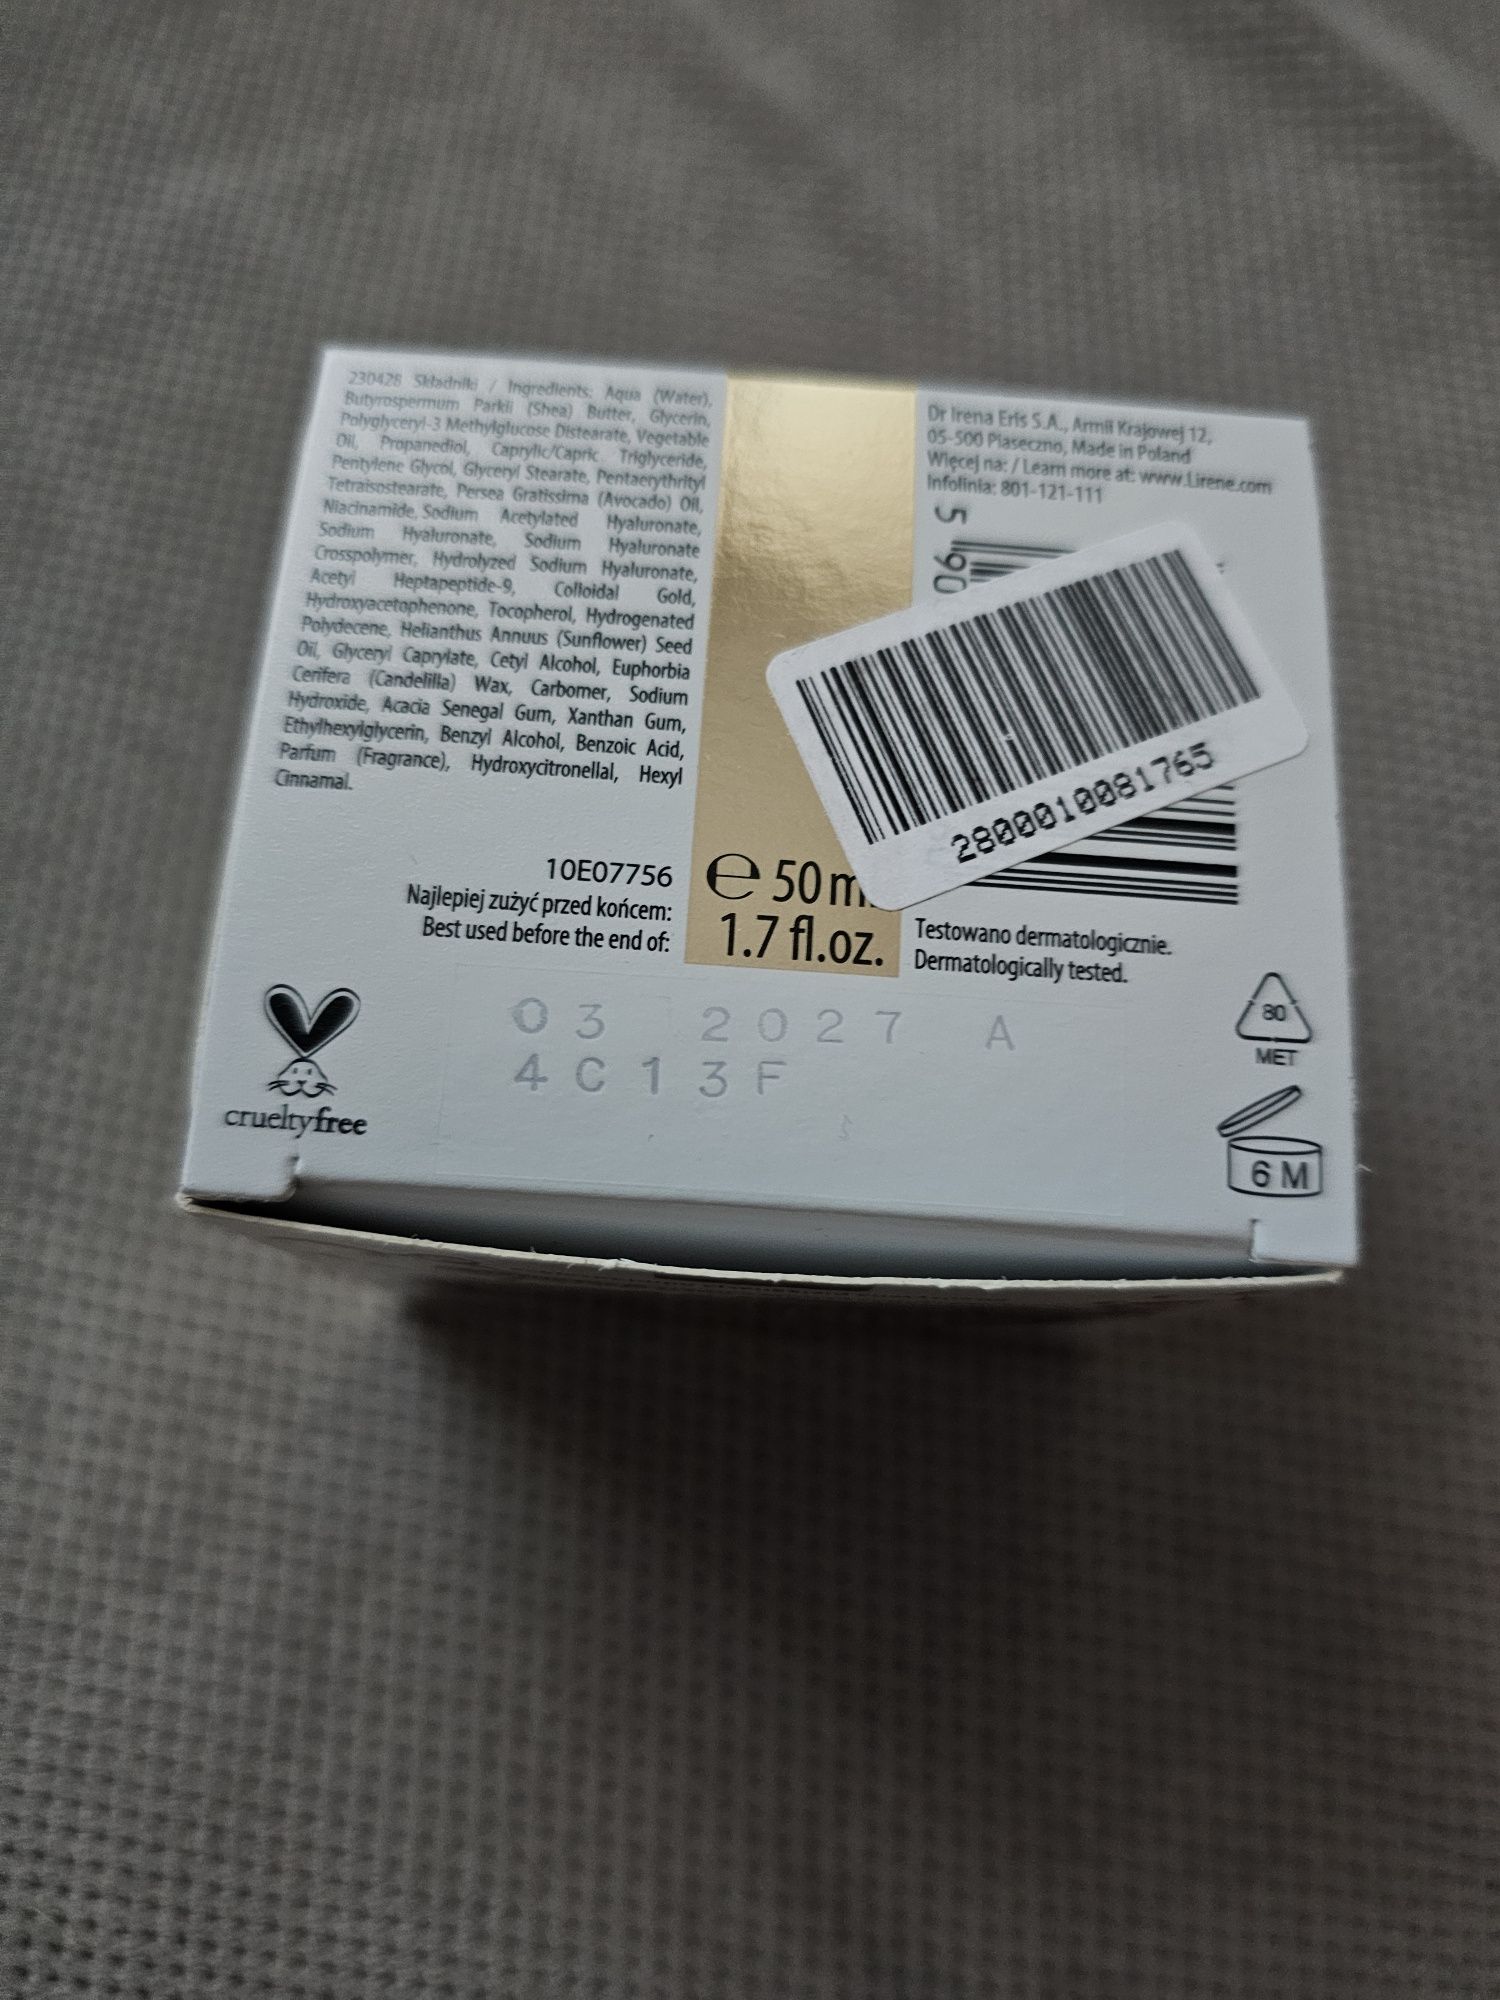 230428 Składniki / Ingredients: Aqua (Water),
Butyrospermum Parkii (Shea) Butter, Glycerin,
Polyglyceryl-3 Methylglucose Distearate, Vegetable
Oil, Propanediol, Caprylic/Capric Triglyceride,
Pentylene Glycol, Glyceryl Stearate, Pentaerythrityl
Tetraisostearate, Persea Gratissima (Avocado) Oil,
Niacinamide, Sodium Acetylated Hyaluronate,
Sodium Hyaluronate, Sodium Hyaluronate
Crosspolymer, Hydrolyzed Sodium Hyaluronate,
Acetyl Heptapeptide-9, Colloidal Gold,
Hydroxyacetophenone, Tocopherol, Hydrogenated
Polydecene, Helianthus Annuus (Sunflower) Seed
Oil, Glyceryl Caprylate, Cetyl Alcohol, Euphorbia
Cerifera (Candelilla) Wax, Carbomer, Sodium
Hydroxide, Acacia Senegal Gum, Xanthan Gum,
Ethylhexylglycerin, Benzyl Alcohol, Benzoic Acid,
Parfum (Fragrance), Hydroxycitronellal, Hexyl
Cinnamal.
10E07756
Najlepiej zużyć przed końcem:
Best used before the end of:
℮ 50 m
1.7 fl.oz.
Dr Irena Eris S.A., Armii Krajowej 12,
05-500 Piaseczno, Made in Poland
Więcej na: / Learn more at: www.Lirene.com
Infolinia: 801-121-111
5 90
2800010081765
Testowano dermatologicznie.
Dermatologically tested.
03 2027 A
4C13F
crueltyfree
80
MET
6 M